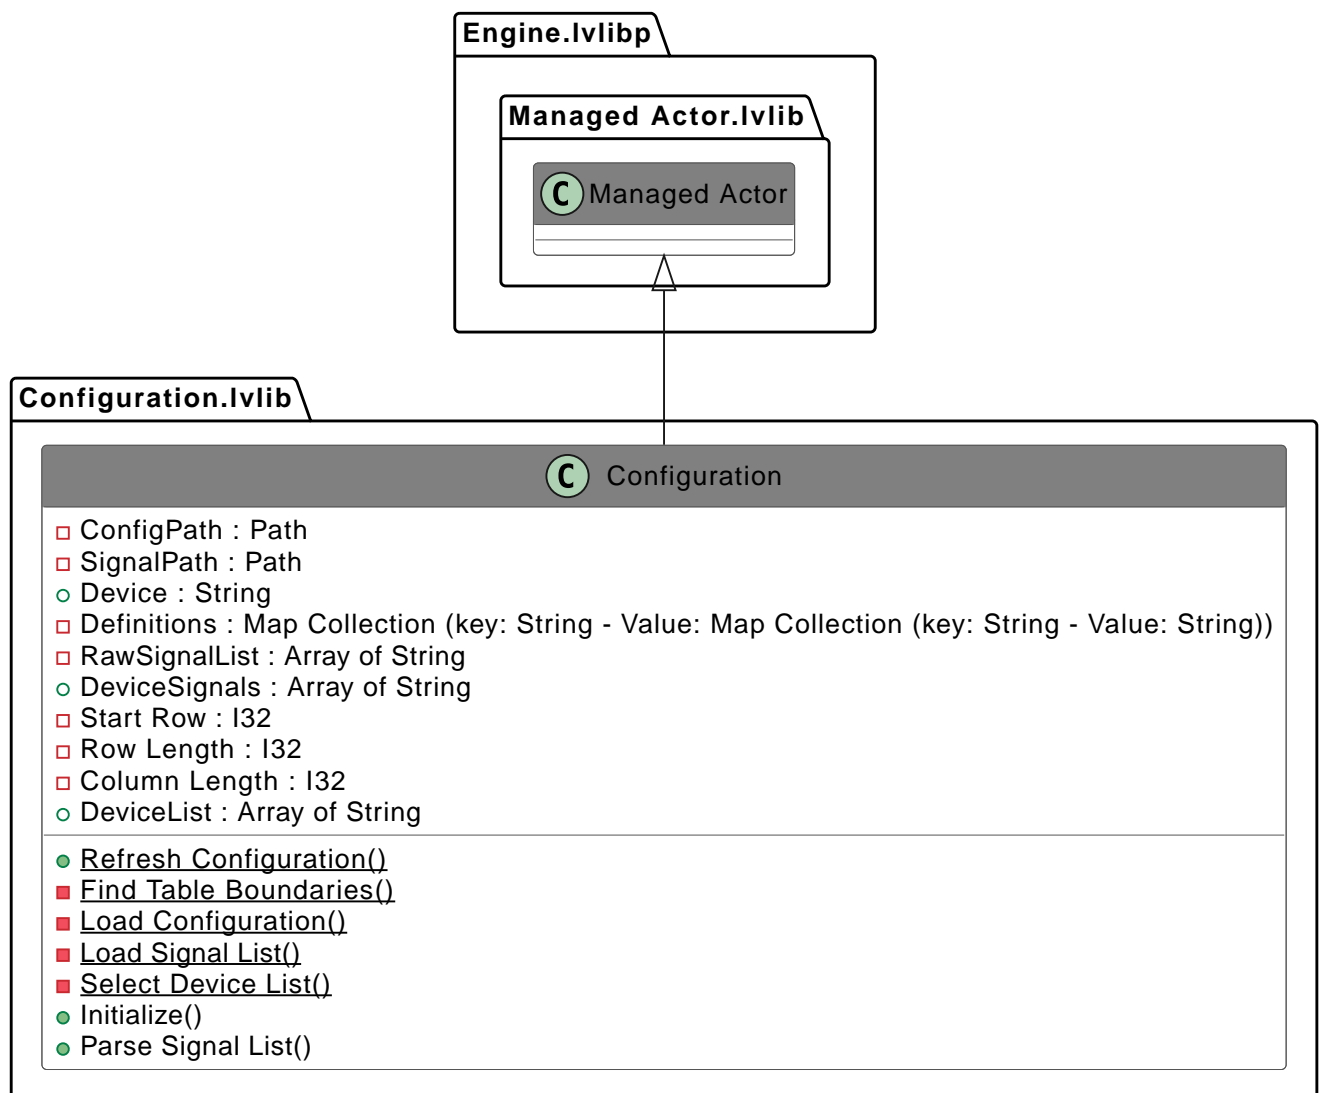 Engine.lvlibp
Managed Actor.lvlib
C Managed Actor
Configuration.lvlib
C Configuration
ConfigPath : Path
SignalPath : Path
Device : String
Definitions : Map Collection (key: String - Value: Map Collection (key: String - Value: String))
RawSignalList : Array of String
DeviceSignals : Array of String
Start Row : I32
Row Length : I32
Column Length : I32
DeviceList : Array of String
Refresh Configuration()
Find Table Boundaries()
Load Configuration()
Load Signal List()
Select Device List()
Initialize()
Parse Signal List()